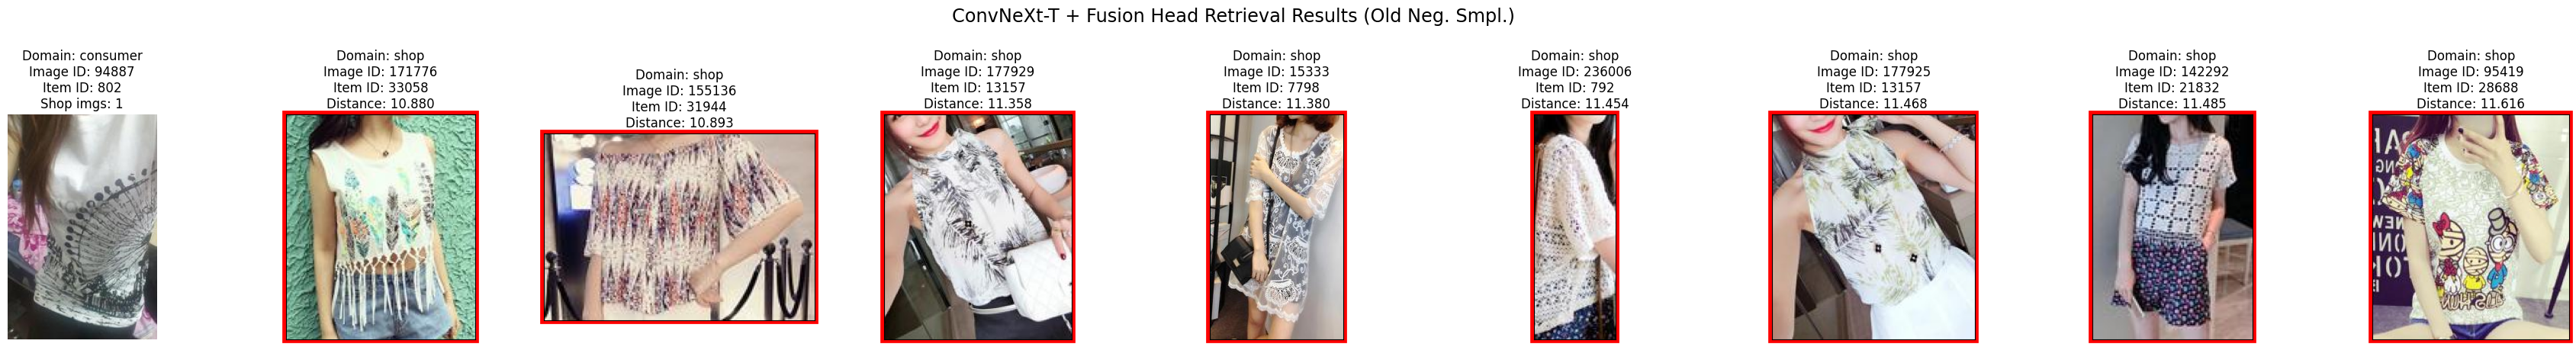 ConvNeXt-T + Fusion Head Retrieval Results (Old Neg. Smpl.)
Domain: consumer
Image ID: 94887
Item ID: 802
Shop imgs: 1
Domain: shop
Image ID: 171776
Item ID: 33058
Distance: 10.880
Domain: shop
Image ID: 155136
Item ID: 31944
Distance: 10.893
Domain: shop
Image ID: 177929
Item ID: 13157
Distance: 11.358
Domain: shop
Image ID: 15333
Item ID: 7798
Distance: 11.380
Domain: shop
Image ID: 236006
Item ID: 792
Distance: 11.454
Domain: shop
Image ID: 177925
Item ID: 13157
Distance: 11.468
Domain: shop
Image ID: 142292
Item ID: 21832
Distance: 11.485
Domain: shop
Image ID: 95419
Item ID: 28688
Distance: 11.616